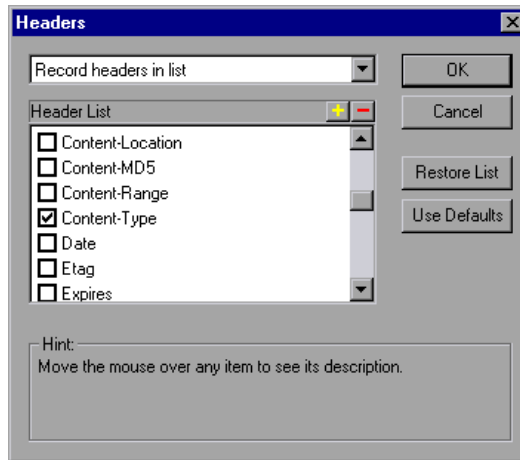 Headers
Record headers in list
OK
Header List
Cancel
Content-Location
Content-MD5
Content-Range
Content-Type
Date
Etag
Expires
Restore List
Use Defaults
Hint:
Move the mouse over any item to see its description.